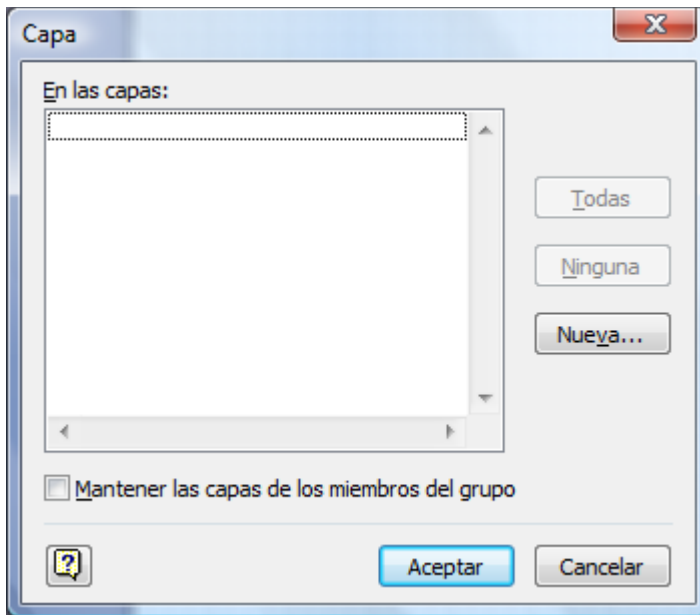 Capa
En las capas:
Todas
Ninguna
Nueva...
Mantener las capas de los miembros del grupo
Aceptar
Cancelar